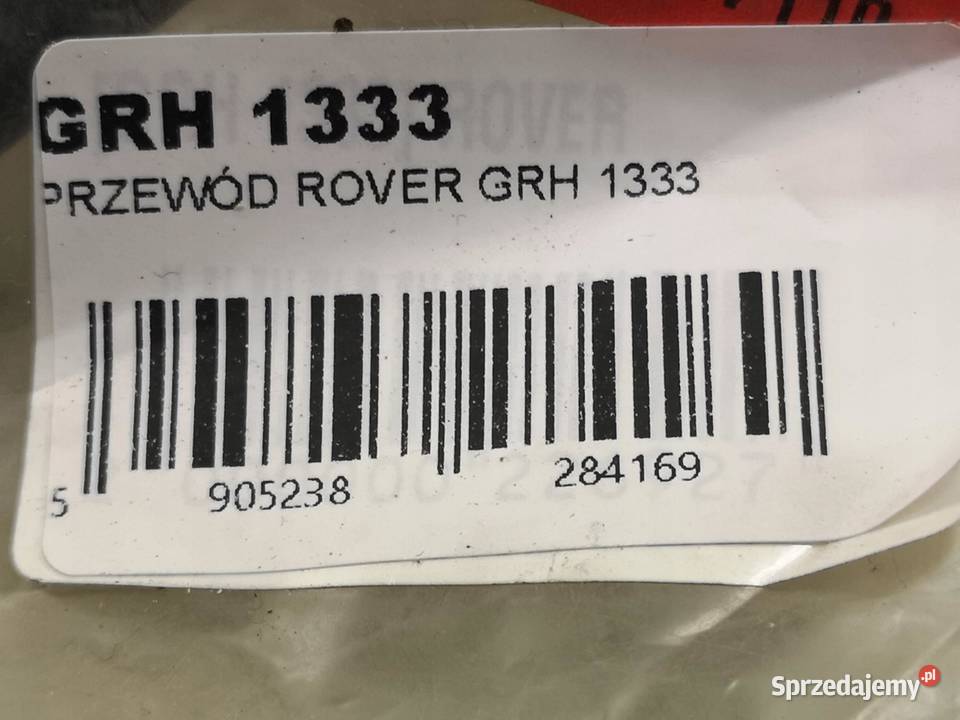 GRH 1333
PRZEWÓD ROVER GRH 1333
5 905238 284169
Sprzedajemy.pl